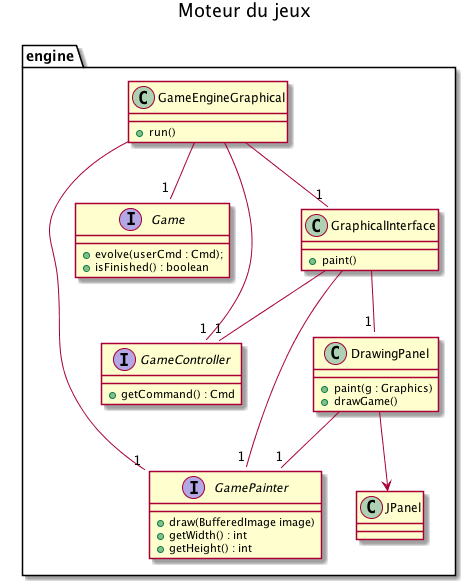 Moteur du jeux
engine
C GameEngineGraphical
run()
1
1
I Game
evolve(userCmd : Cmd);
isFinished() : boolean
C GraphicalInterface
paint()
1 1
1
I GameController
getCommand() : Cmd
C DrawingPanel
paint(g : Graphics)
drawGame()
1
1
1
I GamePainter
draw(BufferedImage image)
getWidth() : int
getHeight() : int
C JPanel